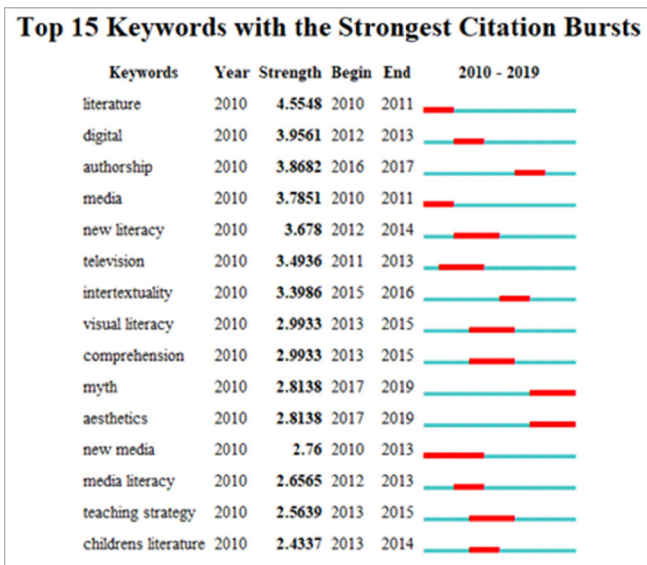 Top 15 Keywords with the Strongest Citation Bursts
Keywords Year Strength Begin End 2010 - 2019
literature 2010 4.5548 2010 2011
digital 2010 3.9561 2012 2013
authorship 2010 3.8682 2016 2017
media 2010 3.7851 2010 2011
new literacy 2010 3.678 2012 2014
television 2010 3.4936 2011 2013
intertextuality 2010 3.3986 2015 2016
visual literacy 2010 2.9933 2013 2015
comprehension 2010 2.9933 2013 2015
myth 2010 2.8138 2017 2019
aesthetics 2010 2.8138 2017 2019
new media 2010 2.76 2010 2013
media literacy 2010 2.6565 2012 2013
teaching strategy 2010 2.5639 2013 2015
childrens literature 2010 2.4337 2013 2014